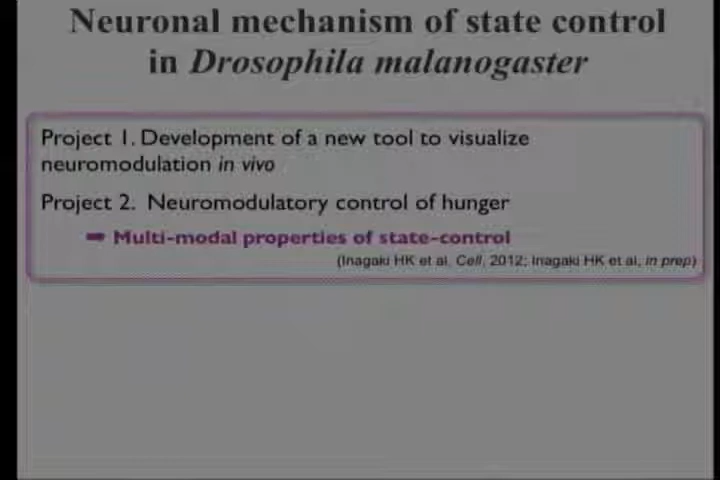 Neuronal mechanism of state control
in Drosophila malanogaster
Project 1. Development of a new tool to visualize
neuromodulation in vivo
Project 2. Neuromodulatory control of hunger
➡ Multi-modal properties of state-control
(Inagaki HK et al, Cell, 2012; Inagaki HK et al, in prep)